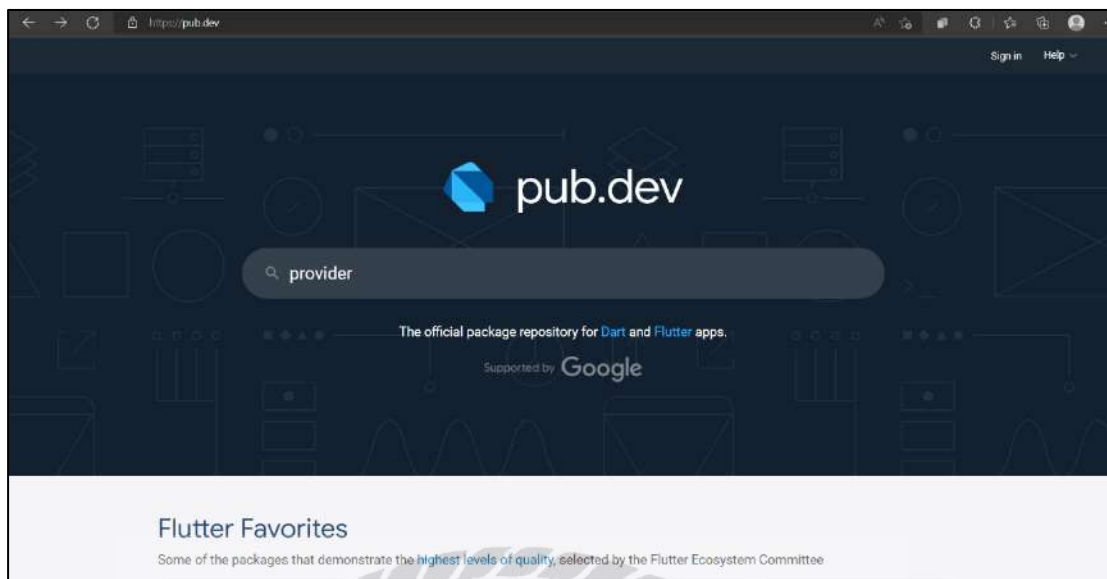 https://pub.dev
Sign in Help
pub.dev
provider
The official package repository for Dart and Flutter apps.
Supported by Google
Flutter Favorites
Some of the packages that demonstrate the highest levels of quality, selected by the Flutter Ecosystem Committee